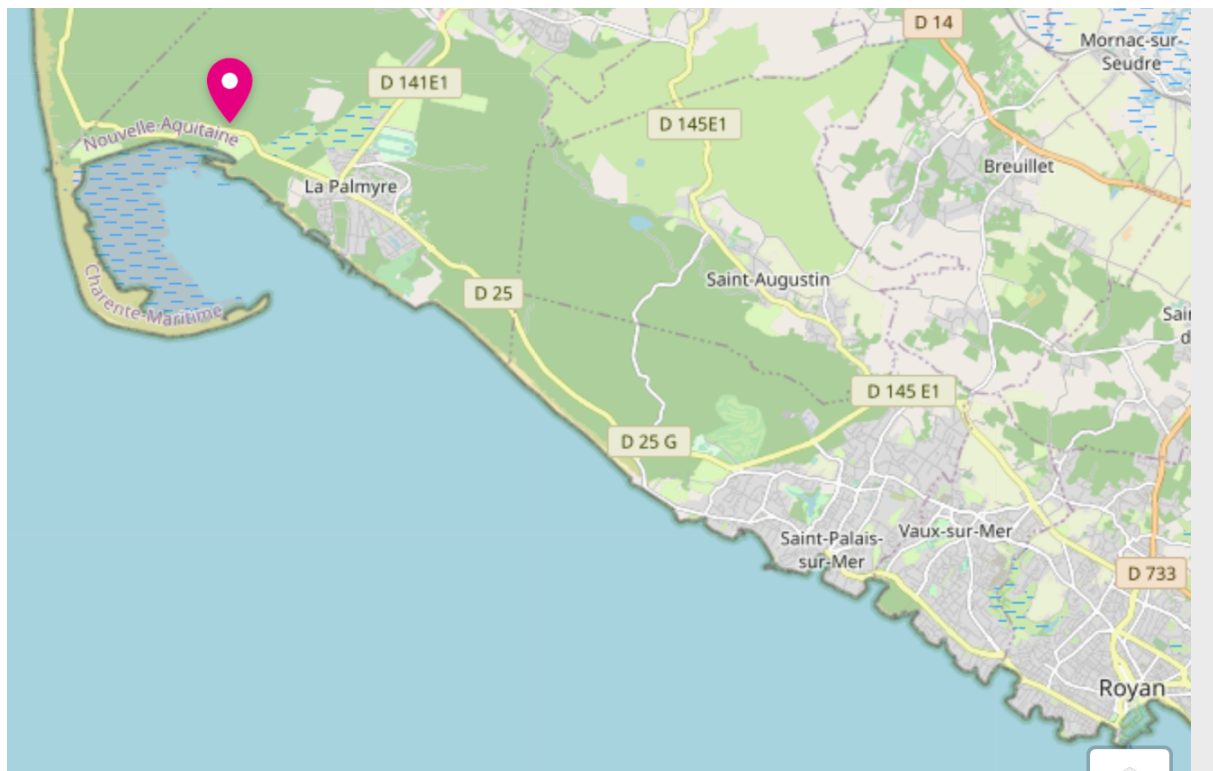 D 14
Mornac-sur-
Seudre
D 141E1
D 145E1
Nouvelle-Aquitaine
Breuillet
La Palmyre
Saint-Augustin
D 25
Charente-Maritime
Sai
d
D 145 E1
D 25 G
Saint-Palais-
sur-Mer
Vaux-sur-Mer
D 733
Royan